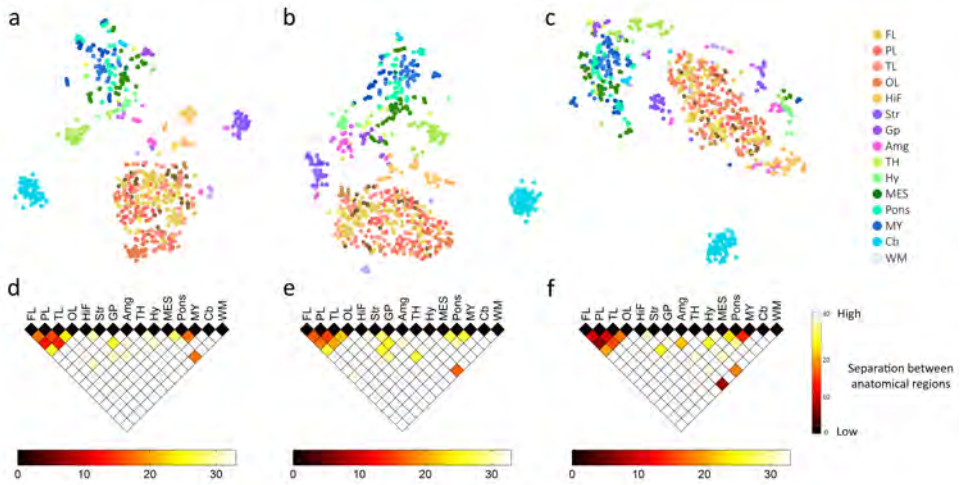 a
b
c
FL
PL
TL
OL
HiF
Str
Gp
Amg
TH
Hy
MES
Pons
MY
Cb
WM
d
FL
PL
TL
OL
HiF
Str
GP
Amg
TH
Hy
MES
Pons
MY
Cb
WM
e
FL
PL
TL
OL
HiF
Str
GP
Amg
TH
Hy
MES
Pons
MY
Cb
WM
f
FL
PL
TL
OL
HiF
Str
GP
Amg
TH
Hy
MES
Pons
MY
Cb
WM
High
30
20
10
0
Low
Separation between
anatomical regions
0 10 20 30
0 10 20 30
0 10 20 30